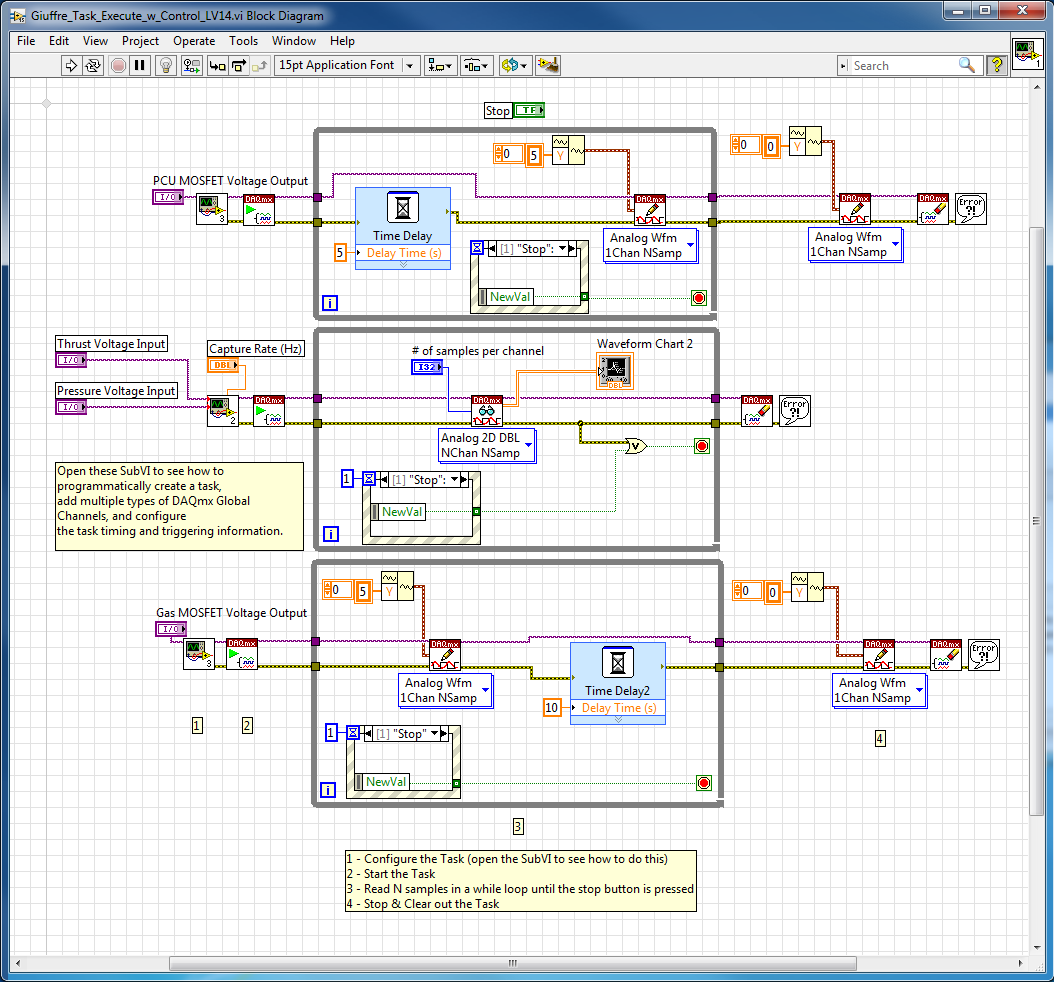 Giuffre_Task_Execute_w_Control_LV14.vi Block Diagram
File Edit View Project Operate Tools Window Help
15pt Application Font
Search
?
1
Stop
TF
0
5
Y
0
0
Y
PCU MOSFET Voltage Output
I/O
3
DAQmx
DAQmx
DAQmx
DAQmx
Error
?!
Time Delay
Delay Time (s)
5
Analog Wfm
1Chan NSamp
Analog Wfm
1Chan NSamp
[1] "Stop":
NewVal
i
Thrust Voltage Input
I/O
Pressure Voltage Input
I/O
Capture Rate (Hz)
DBL
# of samples per channel
I32
Waveform Chart 2
DBL
2
DAQmx
DAQmx
DAQmx
Error
?!
Analog 2D DBL
NChan NSamp
V
1
[1] "Stop":
NewVal
i
Open these SubVI to see how to
programmatically create a task,
add multiple types of DAQmx Global
Channels, and configure
the task timing and triggering information.
0
5
Y
0
0
Y
Gas MOSFET Voltage Output
I/O
3
DAQmx
DAQmx
DAQmx
DAQmx
Error
?!
Analog Wfm
1Chan NSamp
Time Delay2
Delay Time (s)
10
Analog Wfm
1Chan NSamp
1
2
1
[1] "Stop"
4
NewVal
i
3
1 - Configure the Task (open the SubVI to see how to do this)
2 - Start the Task
3 - Read N samples in a while loop until the stop button is pressed
4 - Stop & Clear out the Task